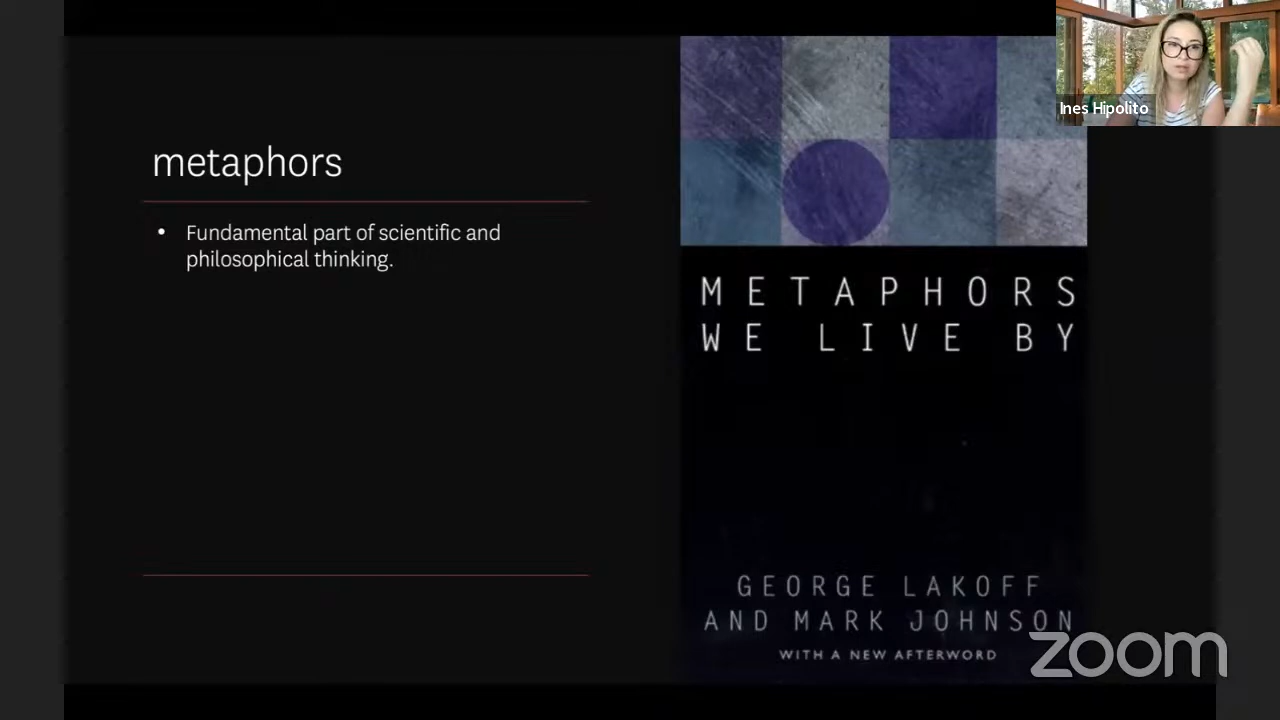 Ines Hipolito
metaphors
• Fundamental part of scientific and
philosophical thinking.
METAPHORS
WE LIVE BY
GEORGE LAKOFF
AND MARK JOHNSON
WITH A NEW AFTERWORD
zoom